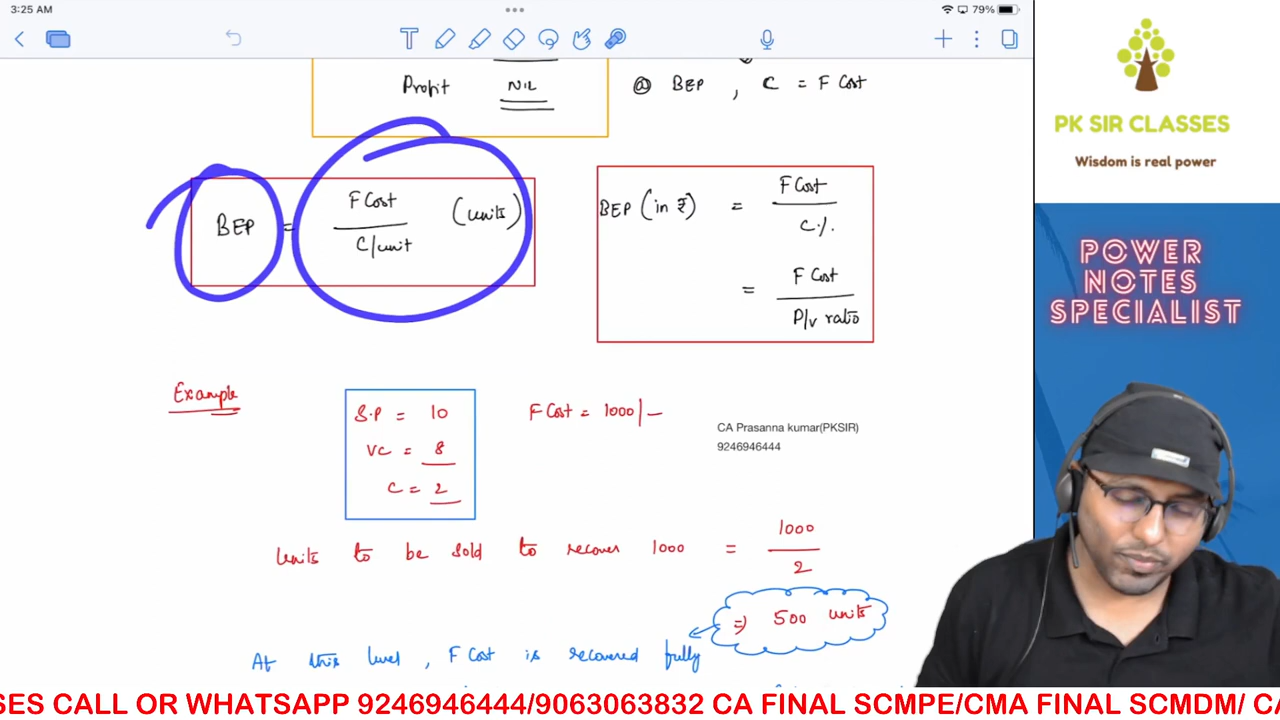 3:25 AM
79%
Profit NIL
@ BEP , C = F Cost
BEP = F Cost / C/unit (units)
BEP (in ₹) = F Cost / C%
= F Cost / P/V ratio
Example
S.P = 10
VC = 8
C = 2
F Cost = 1000/-
CA Prasanna kumar(PKSIR)
9246946444
Units to be sold to recover 1000 = 1000 / 2
=) 500 units
At this level , F Cost is recovered fully
PK SIR CLASSES
Wisdom is real power
POWER
NOTES
SPECIALIST
SES CALL OR WHATSAPP 9246946444/9063063832 CA FINAL SCMPE/CMA FINAL SCMDM/ CA